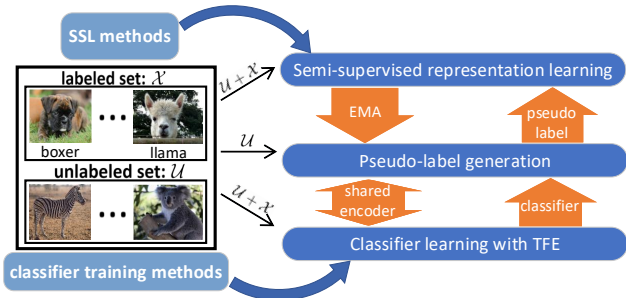 SSL methods
labeled set: 𝒳
boxer
llama
unlabeled set: 𝒰
classifier training methods
𝒰 + 𝒳
𝒰
𝒰 + 𝒳
Semi-supervised representation learning
EMA
pseudo
label
Pseudo-label generation
shared
encoder
classifier
Classifier learning with TFE